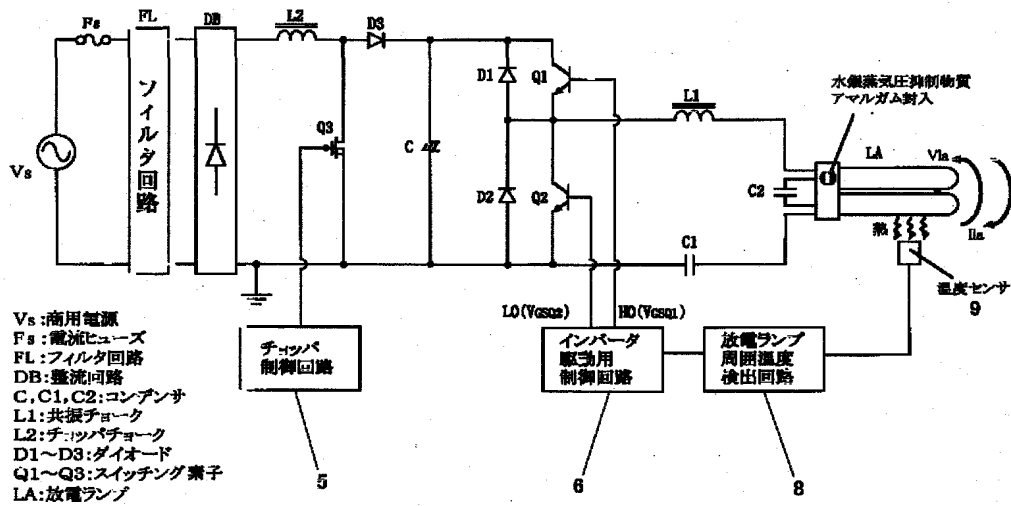 Fs
FL
DB
L2
D3
フィルタ回路
Vs
Q3
C
D1
D2
Q1
Q2
L1
C1
C2
水銀蒸気圧抑制物質
アマルガム封入
LA
Vla
Ila
熱
温度センサ
9
LO(VGSQ2)
HO(VGSQ1)
チョッパ
制御回路
インバータ
駆動用
制御回路
放電ランプ
周囲温度
検出回路
5
6
8
Vs:商用電源
Fs:電流ヒューズ
FL:フィルタ回路
DB:整流回路
C,C1,C2:コンデンサ
L1:共振チョーク
L2:チョッパチョーク
D1〜D3:ダイオード
Q1〜Q3:スイッチング素子
LA:放電ランプ